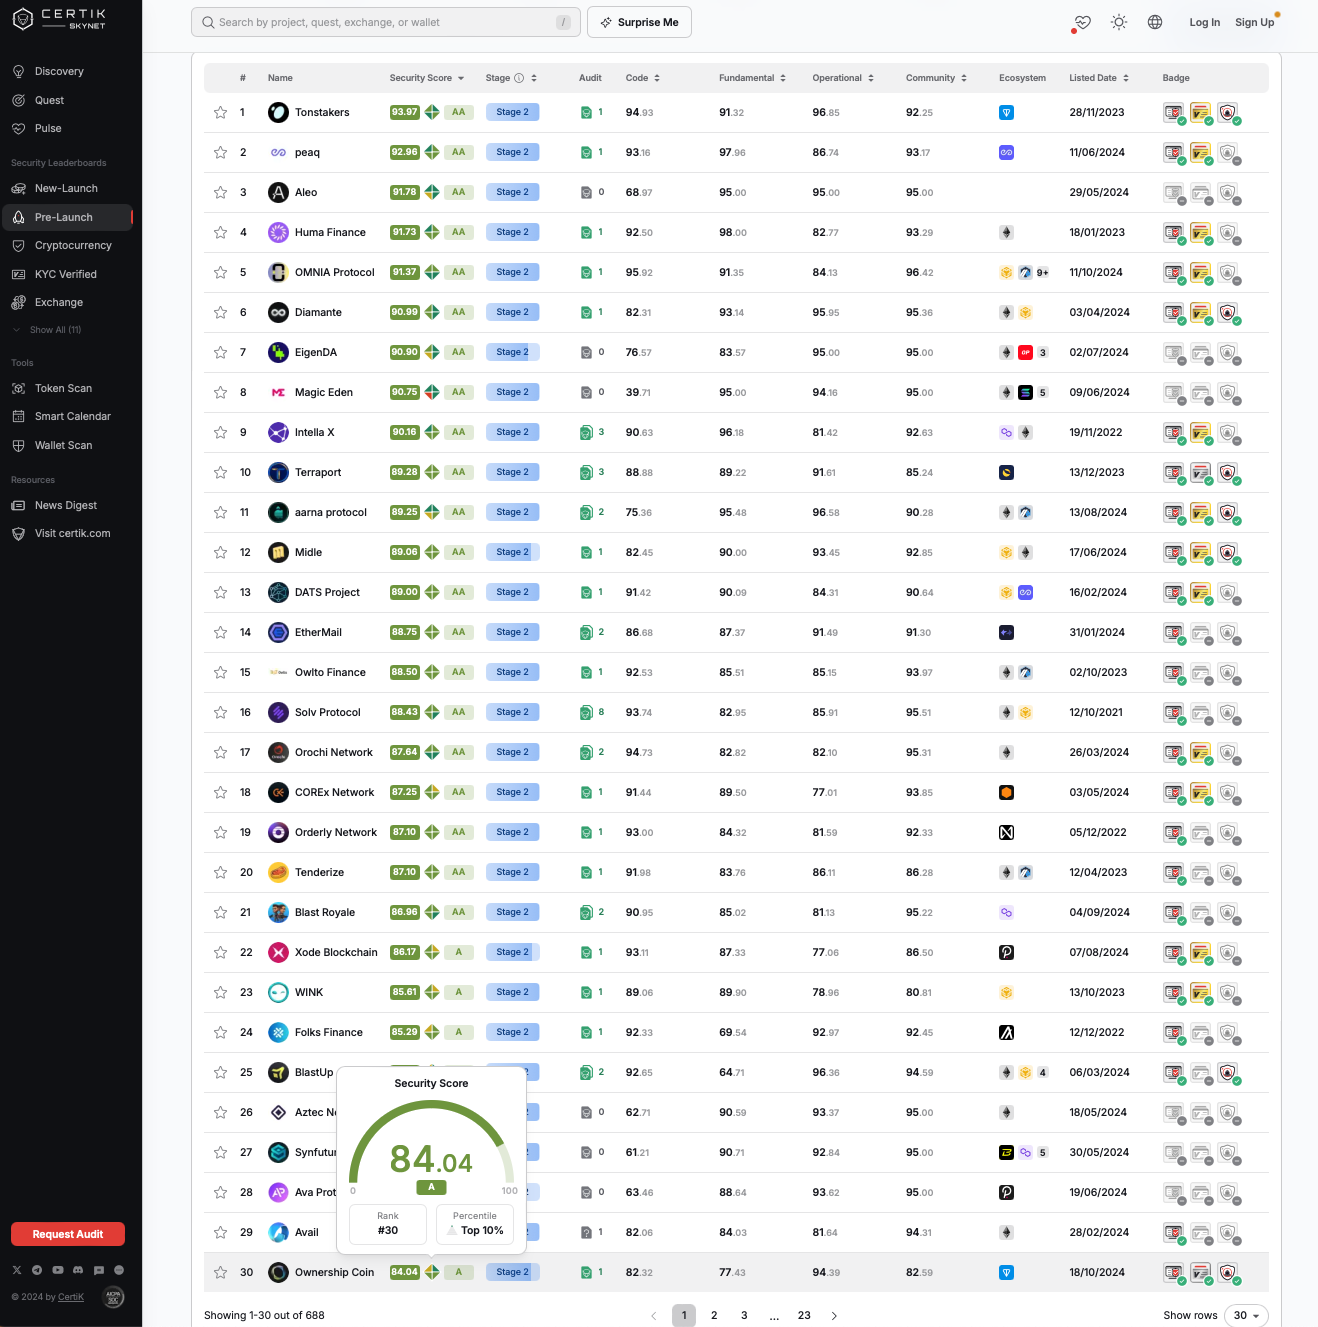 CERTIK
SKYNET
Search by project, quest, exchange, or wallet
/
Surprise Me
Log In
Sign Up
Discovery
Quest
Pulse
Security Leaderboards
New-Launch
Pre-Launch
Cryptocurrency
KYC Verified
Exchange
Show All (11)
Tools
Token Scan
Smart Calendar
Wallet Scan
Resources
News Digest
Visit certik.com
Request Audit
© 2024 by CertiK
# Name Security Score Stage Audit Code Fundamental Operational Community Ecosystem Listed Date Badge
1 Tonstakers 93.97 AA Stage 2 1 94.93 91.32 96.85 92.25 28/11/2023
2 peaq 92.96 AA Stage 2 1 93.16 97.96 86.74 93.17 11/06/2024
3 Aleo 91.78 AA Stage 2 0 68.97 95.00 95.00 95.00 29/05/2024
4 Huma Finance 91.73 AA Stage 2 1 92.50 98.00 82.77 93.29 18/01/2023
5 OMNIA Protocol 91.37 AA Stage 2 1 95.92 91.35 84.13 96.42 9+ 11/10/2024
6 Diamante 90.99 AA Stage 2 1 82.31 93.14 95.95 95.36 03/04/2024
7 EigenDA 90.90 AA Stage 2 0 76.57 83.57 95.00 95.00 OP 3 02/07/2024
8 ME Magic Eden 90.75 AA Stage 2 0 39.71 95.00 94.16 95.00 5 09/06/2024
9 Intella X 90.16 AA Stage 2 3 90.63 96.18 81.42 92.63 19/11/2022
10 Terraport 89.28 AA Stage 2 3 88.88 89.22 91.61 85.24 13/12/2023
11 aarna protocol 89.25 AA Stage 2 2 75.36 95.48 96.58 90.28 13/08/2024
12 Midle 89.06 AA Stage 2 1 82.45 90.00 93.45 92.85 17/06/2024
13 DATS Project 89.00 AA Stage 2 1 91.42 90.09 84.31 90.64 16/02/2024
14 EtherMail 88.75 AA Stage 2 2 86.68 87.37 91.49 91.30 31/01/2024
15 Owlto Finance 88.50 AA Stage 2 1 92.53 85.51 85.15 93.97 02/10/2023
16 Solv Protocol 88.43 AA Stage 2 8 93.74 82.95 85.91 95.51 12/10/2021
17 Orochi Network 87.64 AA Stage 2 2 94.73 82.82 82.10 95.31 26/03/2024
18 COREx Network 87.25 AA Stage 2 1 91.44 89.50 77.01 93.85 03/05/2024
19 Orderly Network 87.10 AA Stage 2 1 93.00 84.32 81.59 92.33 05/12/2022
20 Tenderize 87.10 AA Stage 2 1 91.98 83.76 86.11 86.28 12/04/2023
21 Blast Royale 86.96 AA Stage 2 2 90.95 85.02 81.13 95.22 04/09/2024
22 Xode Blockchain 86.17 A Stage 2 1 93.11 87.33 77.06 86.50 07/08/2024
23 WINK 85.61 A Stage 2 1 89.06 89.90 78.96 80.81 13/10/2023
24 Folks Finance 85.29 A Stage 2 1 92.33 69.54 92.97 92.45 12/12/2022
25 BlastUp 2 2 92.65 64.71 96.36 94.59 4 06/03/2024
26 Aztec Ne 2 0 62.71 90.59 93.37 95.00 18/05/2024
27 Synfutur 2 0 61.21 90.71 92.84 95.00 5 30/05/2024
28 AP Ava Prot 2 0 63.46 88.64 93.62 95.00 19/06/2024
29 Avail 2 1 82.06 84.03 81.64 94.31 28/02/2024
30 Ownership Coin 84.04 A Stage 2 1 82.32 77.43 94.39 82.59 18/10/2024
Security Score
84.04
A
0 100
Rank
#30
Percentile
Top 10%
Showing 1-30 out of 688
1 2 3 ... 23
Show rows 30